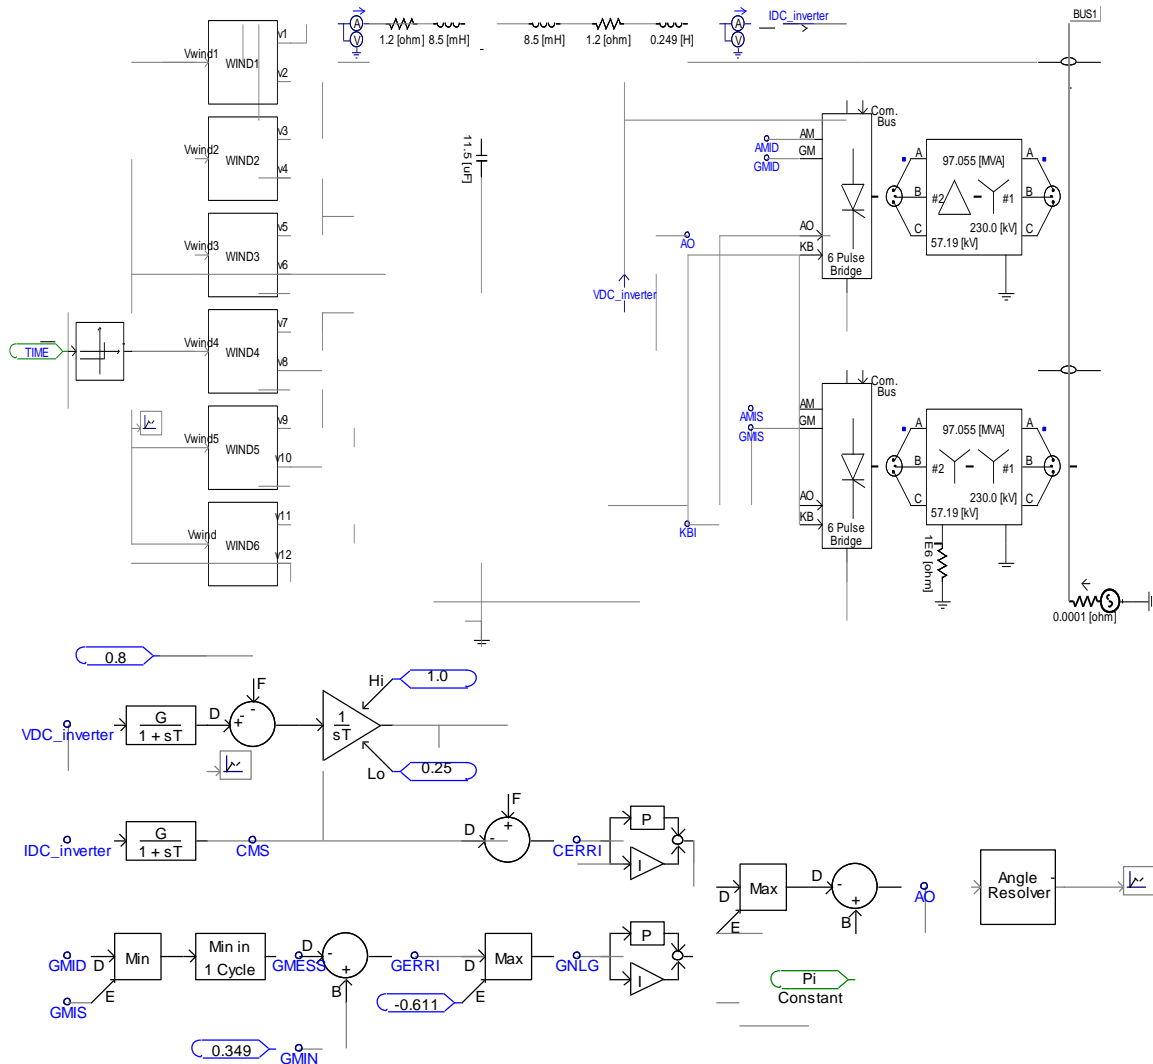 IDC_inverter
BUS1
A
V
1.2 [ohm]
8.5 [mH]
8.5 [mH]
1.2 [ohm]
0.249 [H]
A
V
11.5 [uF]
Vwind1
WIND1
v1
v2
Vwind2
WIND2
v3
v4
Vwind3
WIND3
v5
v6
TIME
Vwind4
WIND4
v7
v8
Vwind5
WIND5
v9
v10
Vwind
WIND6
v11
v12
VDC_inverter
AMID
GMID
AO
KBI
AM
GM
AO
KB
Com.
Bus
6 Pulse
Bridge
A
B
C
97.055 [MVA]
#2
#1
230.0 [kV]
57.19 [kV]
A
B
C
AMIS
GMIS
AM
GM
AO
KB
Com.
Bus
6 Pulse
Bridge
A
B
C
97.055 [MVA]
#2
#1
230.0 [kV]
57.19 [kV]
A
B
C
1E6 [ohm]
0.0001 [ohm]
0.8
F
Hi
1.0
VDC_inverter
G
1 + sT
D
+
-
1
sT
Lo
0.25
IDC_inverter
G
1 + sT
CMS
D
-
+
F
CERRI
P
I
D
E
Max
D
-
+
B
AO
Angle
Resolver
GMID
D
Min
E
GMIS
Min in
1 Cycle
GMESS
D
-
+
B
GERRI
D
Max
E
GNLG
P
I
-0.611
0.349
GMIN
Pi
Constant